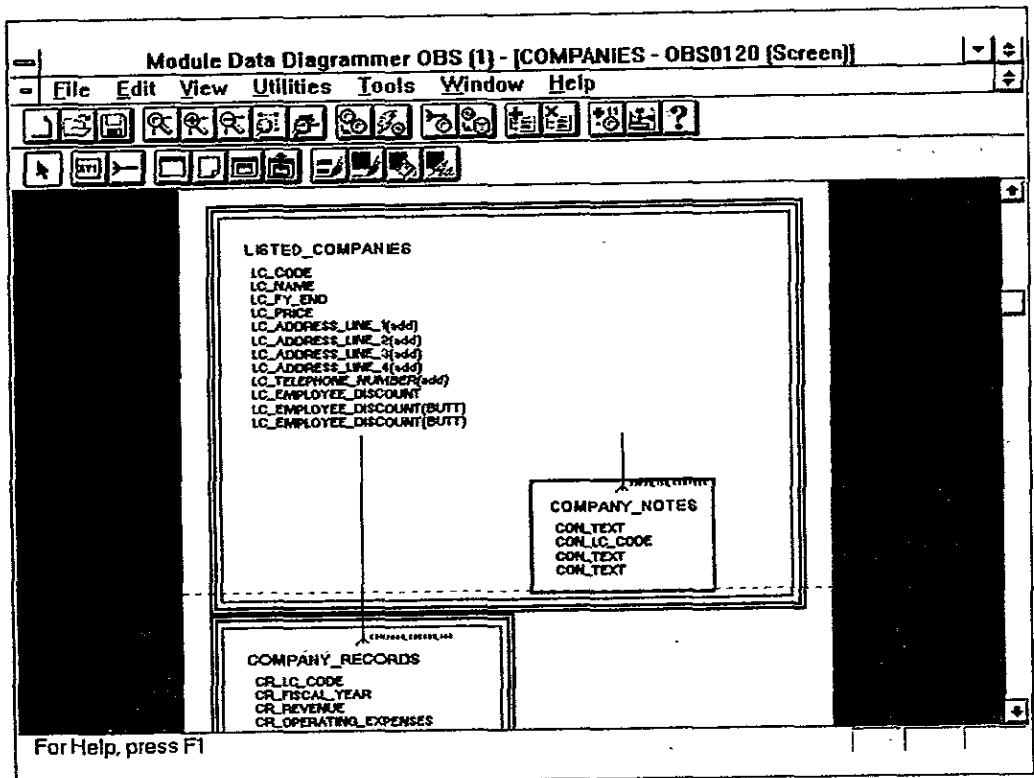 Module Data Diagrammer OBS (1) - [COMPANIES - OBS0120 (Screen)]
File Edit View Utilities Tools Window Help
LISTED_COMPANIES
LC_CODE
LC_NAME
LC_FY_END
LC_PRICE
LC_ADDRESS_LINE_1(add)
LC_ADDRESS_LINE_2(add)
LC_ADDRESS_LINE_3(add)
LC_ADDRESS_LINE_4(add)
LC_TELEPHONE_NUMBER(add)
LC_EMPLOYEE_DISCOUNT
LC_EMPLOYEE_DISCOUNT(BUTT)
LC_EMPLOYEE_DISCOUNT(BUTT)
COMPANY_NOTES
CON_TEXT
CON_LC_CODE
CON_TEXT
CON_TEXT
COMPANY_RECORDS
CR_LC_CODE
CR_FISCAL_YEAR
CR_REVENUE
CR_OPERATING_EXPENSES
For Help, press F1